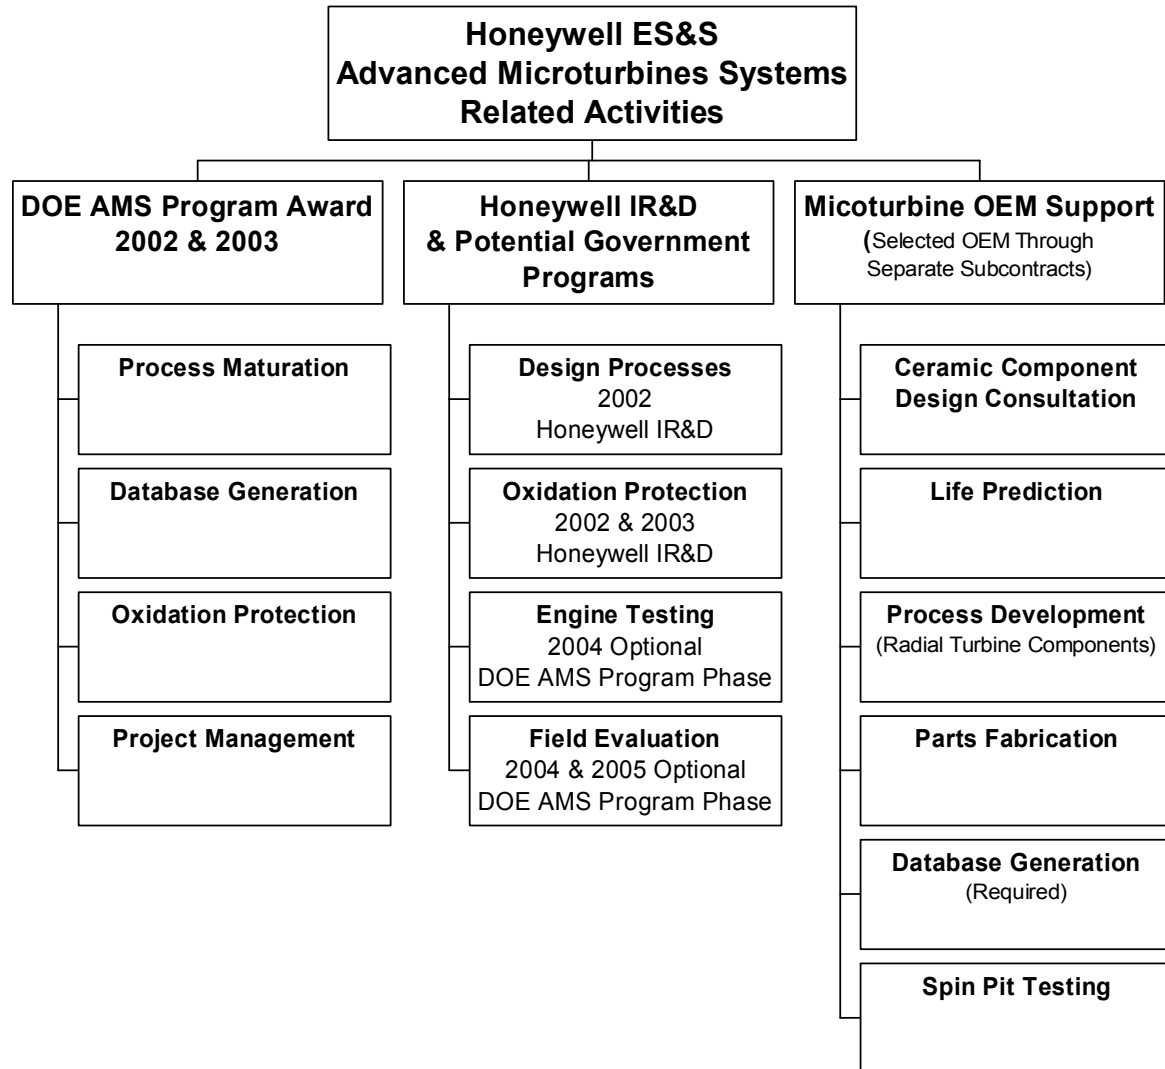 Honeywell ES&S
Advanced Microturbines Systems
Related Activities
DOE AMS Program Award
2002 & 2003
Process Maturation
Database Generation
Oxidation Protection
Project Management
Honeywell IR&D
& Potential Government
Programs
Design Processes
2002
Honeywell IR&D
Oxidation Protection
2002 & 2003
Honeywell IR&D
Engine Testing
2004 Optional
DOE AMS Program Phase
Field Evaluation
2004 & 2005 Optional
DOE AMS Program Phase
Micoturbine OEM Support
(Selected OEM Through
Separate Subcontracts)
Ceramic Component
Design Consultation
Life Prediction
Process Development
(Radial Turbine Components)
Parts Fabrication
Database Generation
(Required)
Spin Pit Testing